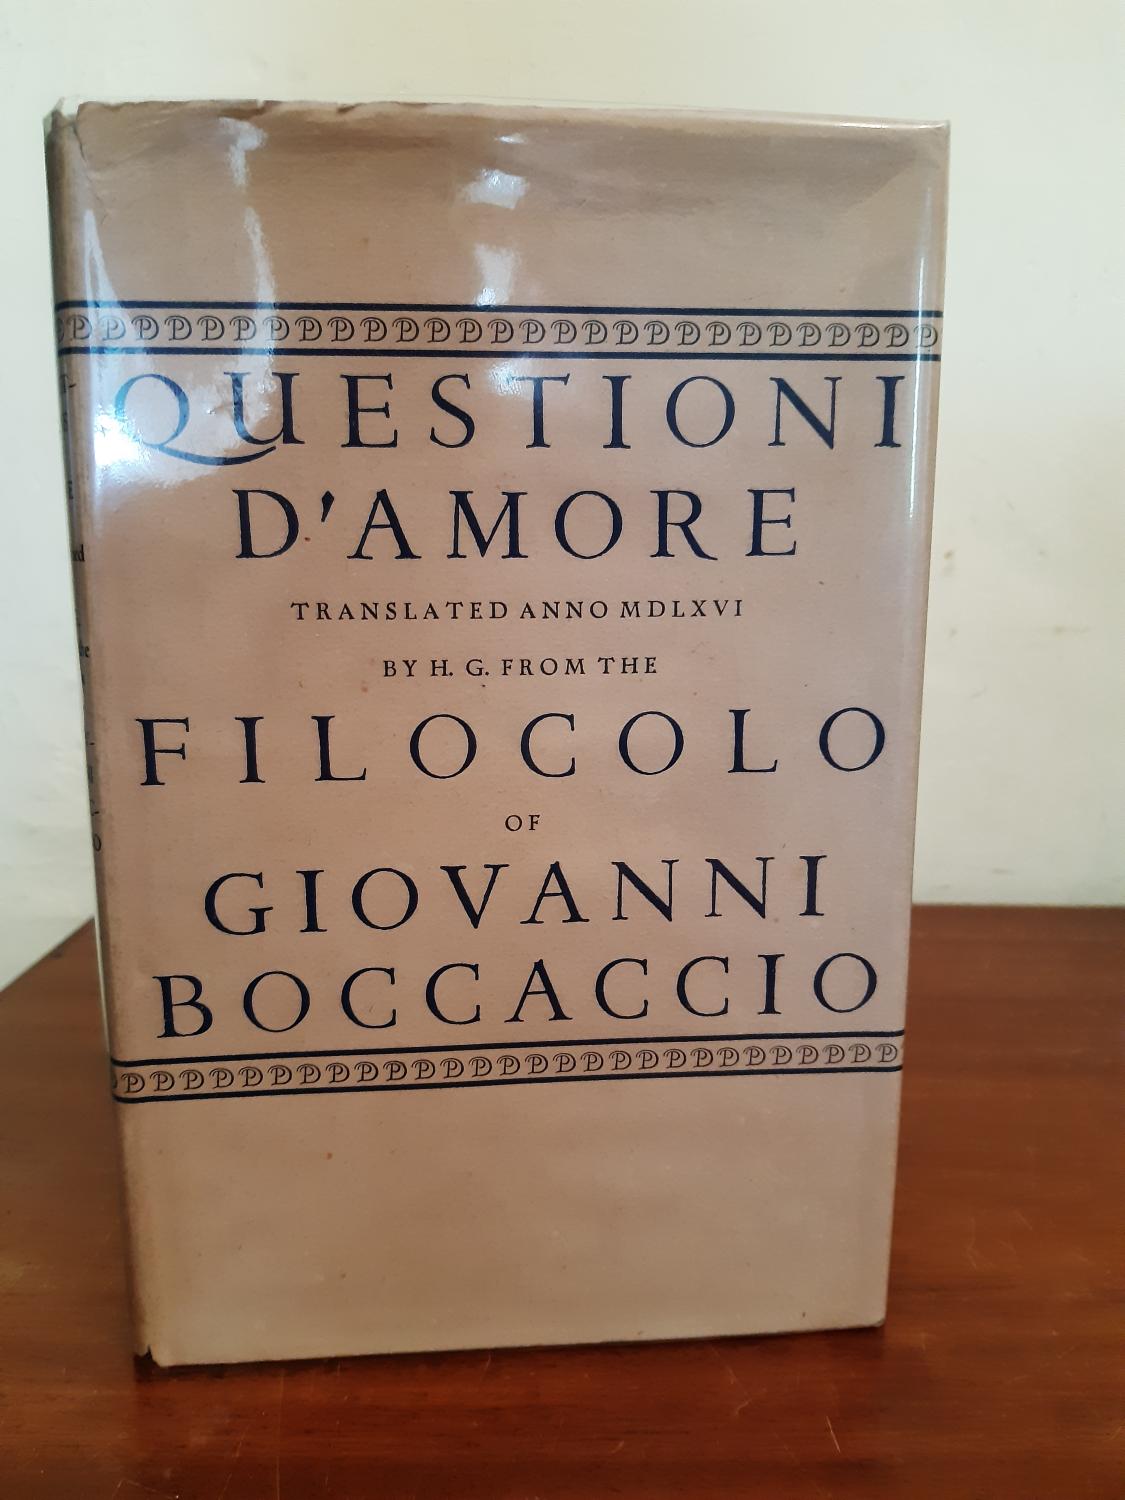 QUESTIONI
D'AMORE
TRANSLATED ANNO MDLXVI
BY H. G. FROM THE
FILOCOLO
OF
GIOVANNI
BOCCACCIO